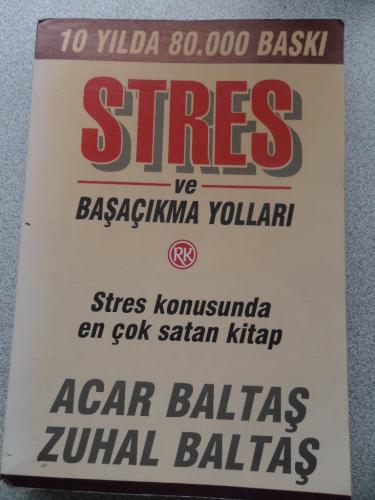 10 YILDA 80.000 BASKI
STRES
ve
BAŞAÇIKMA YOLLARI
RK
Stres konusunda
en çok satan kitap
ACAR BALTAŞ
ZUHAL BALTAŞ